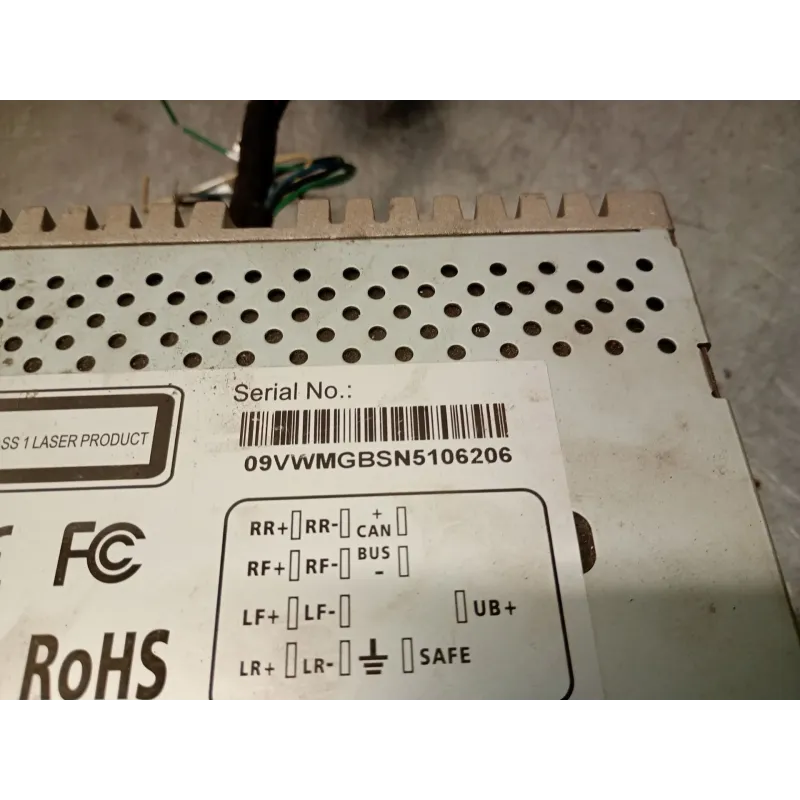 Serial No.:
09VWMGBSN5106206
SS 1 LASER PRODUCT
FC
RoHS
RR+ RR- + CAN
RF+ RF- BUS -
LF+ LF- UB+
LR+ LR- SAFE